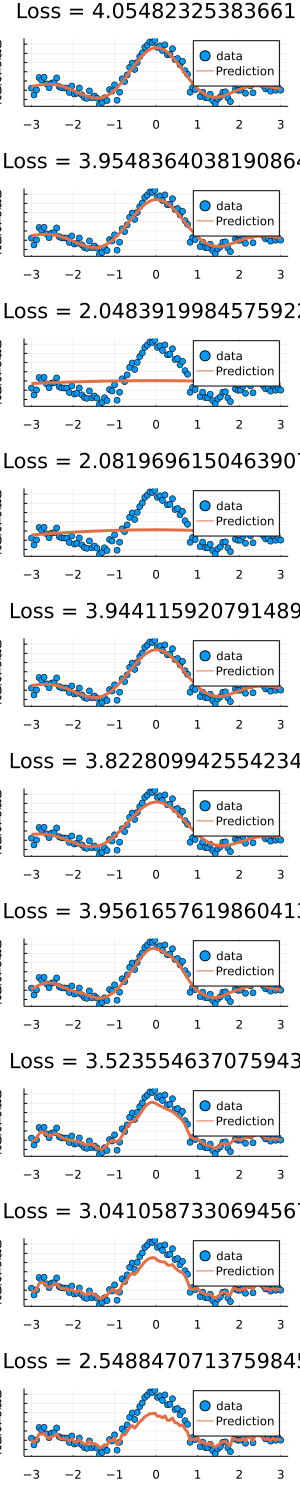 Loss = 4.05482325383661
data
Prediction
−3 −2 −1 0 1 2 3
Loss = 3.9548364038190864
data
Prediction
−3 −2 −1 0 1 2 3
Loss = 2.0483919984575922
data
Prediction
−3 −2 −1 0 1 2 3
Loss = 2.0819696150463907
data
Prediction
−3 −2 −1 0 1 2 3
Loss = 3.944115920791489
data
Prediction
−3 −2 −1 0 1 2 3
Loss = 3.822809942554234
data
Prediction
−3 −2 −1 0 1 2 3
Loss = 3.9561657619860413
data
Prediction
−3 −2 −1 0 1 2 3
Loss = 3.523554637075943
data
Prediction
−3 −2 −1 0 1 2 3
Loss = 3.0410587330694567
data
Prediction
−3 −2 −1 0 1 2 3
Loss = 2.5488470713759845
data
Prediction
−3 −2 −1 0 1 2 3